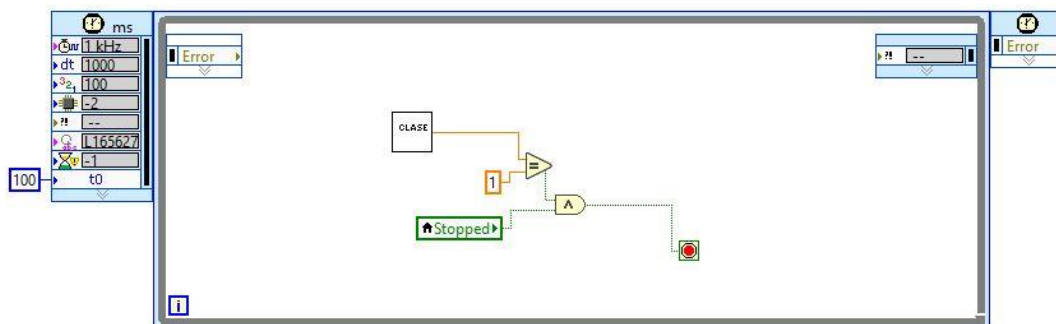 ms
1 kHz
dt 1000
100
-2
?! --
L165627
-1
100 t0
Error
?! --
Error
CLASE
=
1
∧
Stopped
i